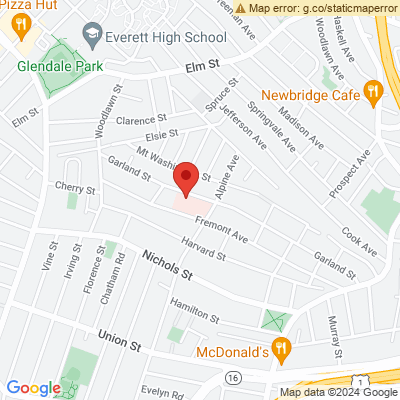 Map error: g.co/staticmaperror
Pizza Hut
Everett High School
Greenman Ave
Haskell Ave
Woodlawn Ave
Glendale Park
Elm St
Newbridge Cafe
Spruce St
Springvale Ave
Madison Ave
Jefferson Ave
Elm St
Woodlawn St
Clarence St
Elsie St
Mt Washington St
Garland St
Alpine Ave
Prospect Ave
Cherry St
Fremont Ave
Cook Ave
Harvard St
Garland St
Vine St
Irving St
Florence St
Chatham Rd
Nichols St
Hamilton St
Union St
McDonald's
Murray St
16
1
Evelyn Rd
Google
Map data ©2024 Google